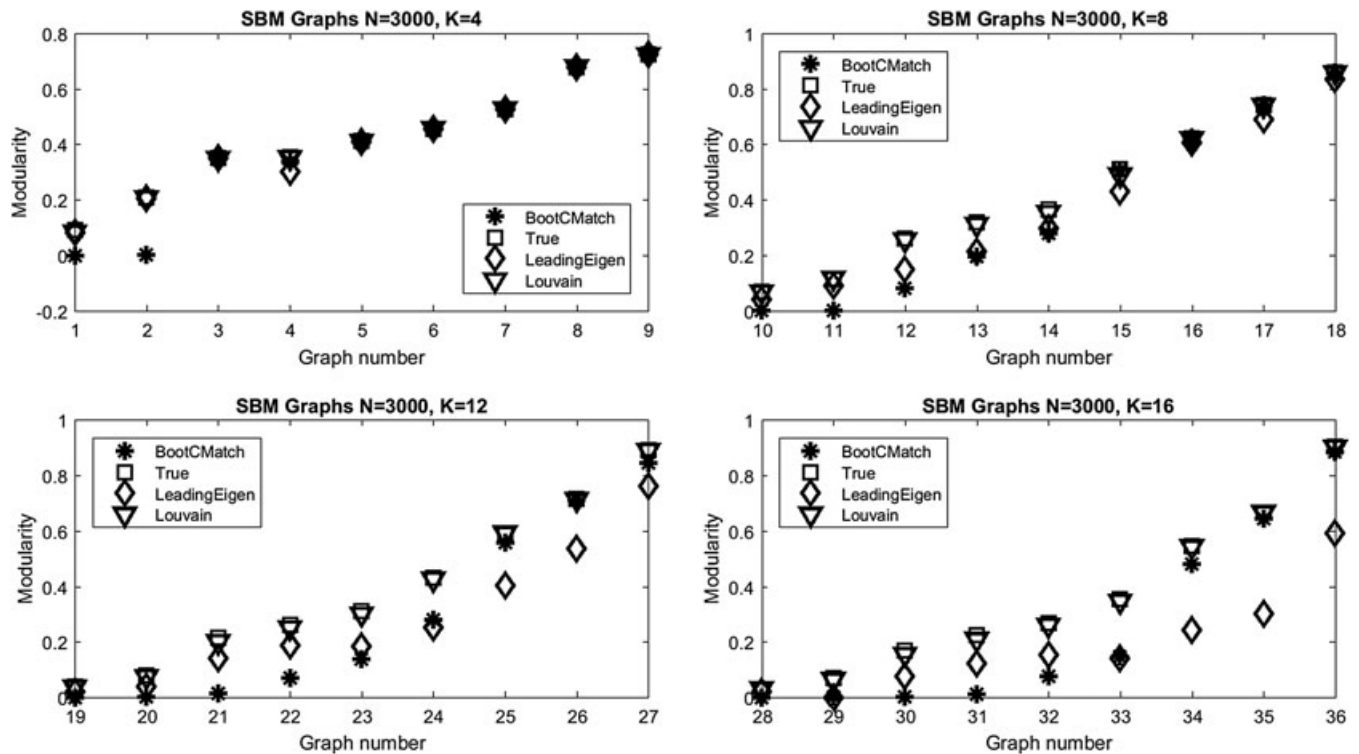 SBM Graphs N=3000, K=4
0.8
0.6
0.4
0.2
0
-0.2
Modularity
BootCMatch
True
LeadingEigen
Louvain
1 2 3 4 5 6 7 8 9
Graph number
SBM Graphs N=3000, K=8
1
0.8
0.6
0.4
0.2
0
Modularity
BootCMatch
True
LeadingEigen
Louvain
10 11 12 13 14 15 16 17 18
Graph number
SBM Graphs N=3000, K=12
1
0.8
0.6
0.4
0.2
0
Modularity
BootCMatch
True
LeadingEigen
Louvain
19 20 21 22 23 24 25 26 27
Graph number
SBM Graphs N=3000, K=16
1
0.8
0.6
0.4
0.2
0
Modularity
BootCMatch
True
LeadingEigen
Louvain
28 29 30 31 32 33 34 35 36
Graph number